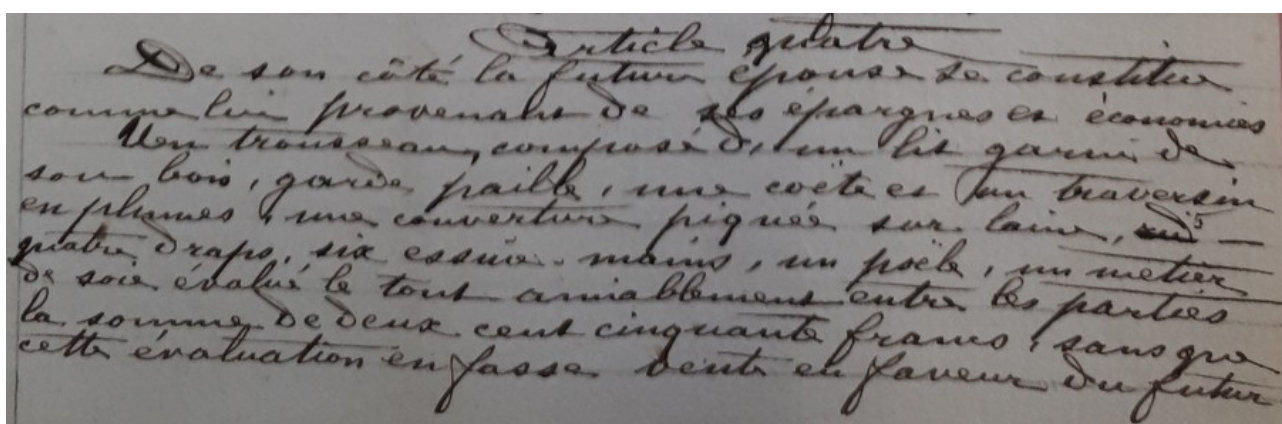 Article quatre
De son côté la future épouse se constitue
comme lui provenant de ses épargnes et économies
Un trousseau, composé d'un lit garni de
son bois, garde paille, une coëte et un traversin
en plumes, une couverture piquée sur laine,
quatre draps, six essuie-mains, un poële, un metier
de soie évalué le tout amiablement entre les parties
la somme de deux cent cinquante francs, sans que
cette évaluation en fasse vente en faveur du futur